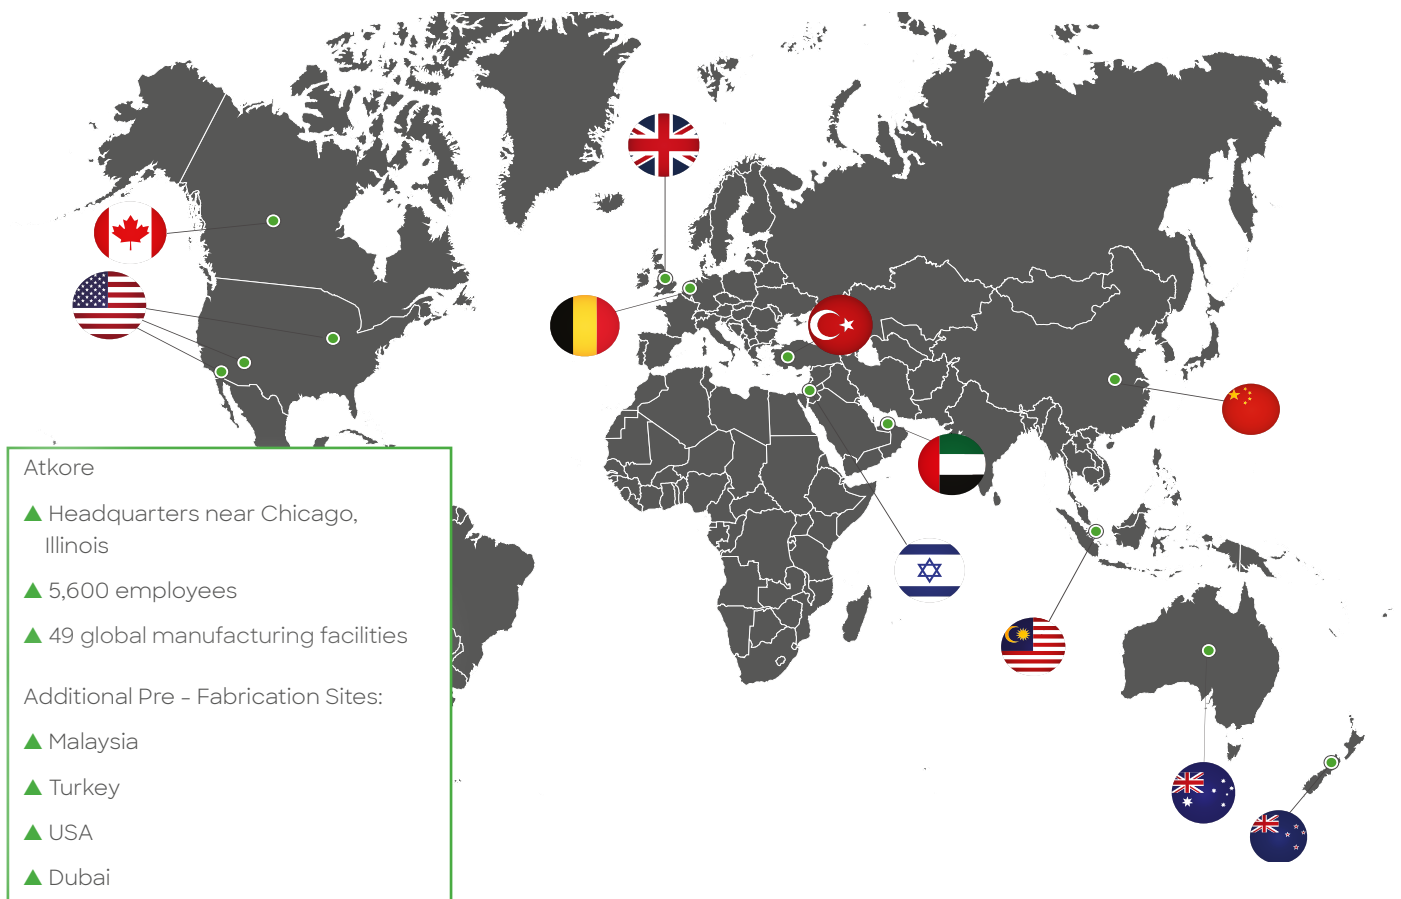 Atkore
Headquarters near Chicago,
Illinois
5,600 employees
49 global manufacturing facilities
Additional Pre - Fabrication Sites:
Malaysia
Turkey
USA
Dubai